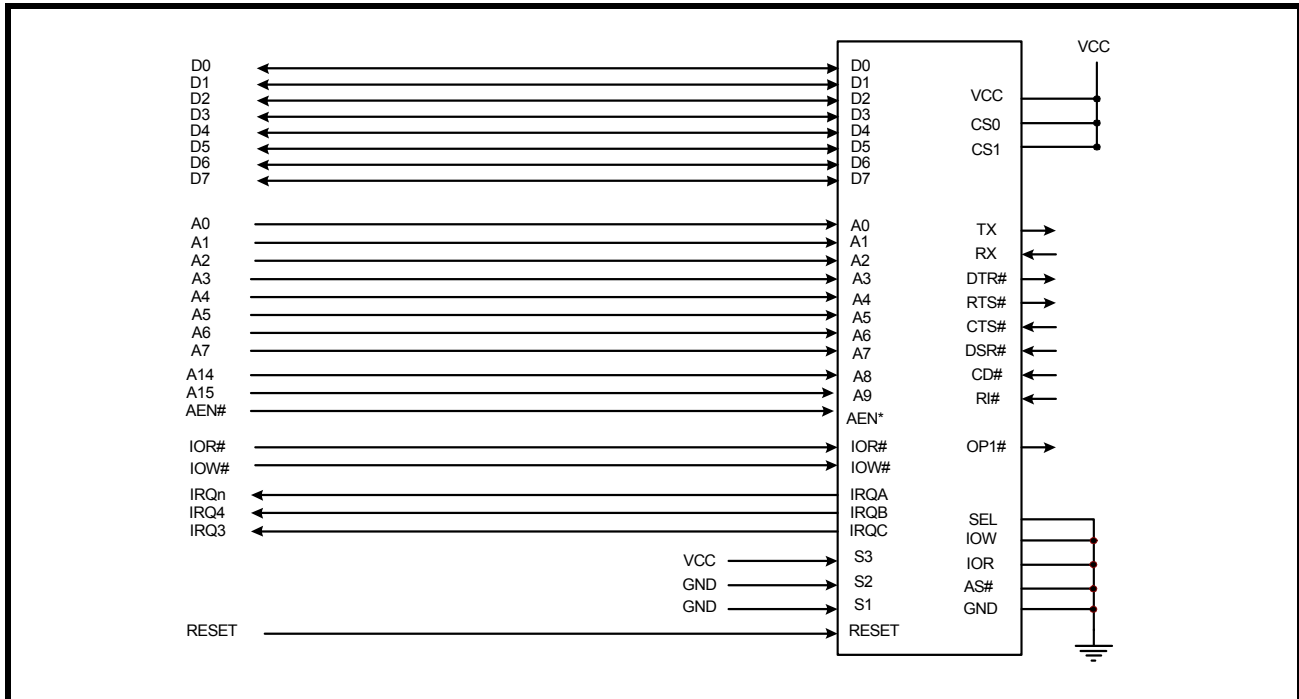 VCC
D0 D0
D1 D1
D2 D2 VCC
D3 D3
D4 D4 CS0
D5 D5
D6 D6 CS1
D7 D7
A0 A0 TX
A1 A1
A2 A2 RX
A3 A3 DTR#
A4 A4 RTS#
A5 A5 CTS#
A6 A6
A7 A7 DSR#
A14 A8 CD#
A15 A9 RI#
AEN# AEN*
IOR# IOR# OP1#
IOW# IOW#
IRQn IRQA
IRQ4 IRQB SEL
IRQ3 IRQC IOW
VCC S3 IOR
GND S2 AS#
GND S1 GND
RESET RESET